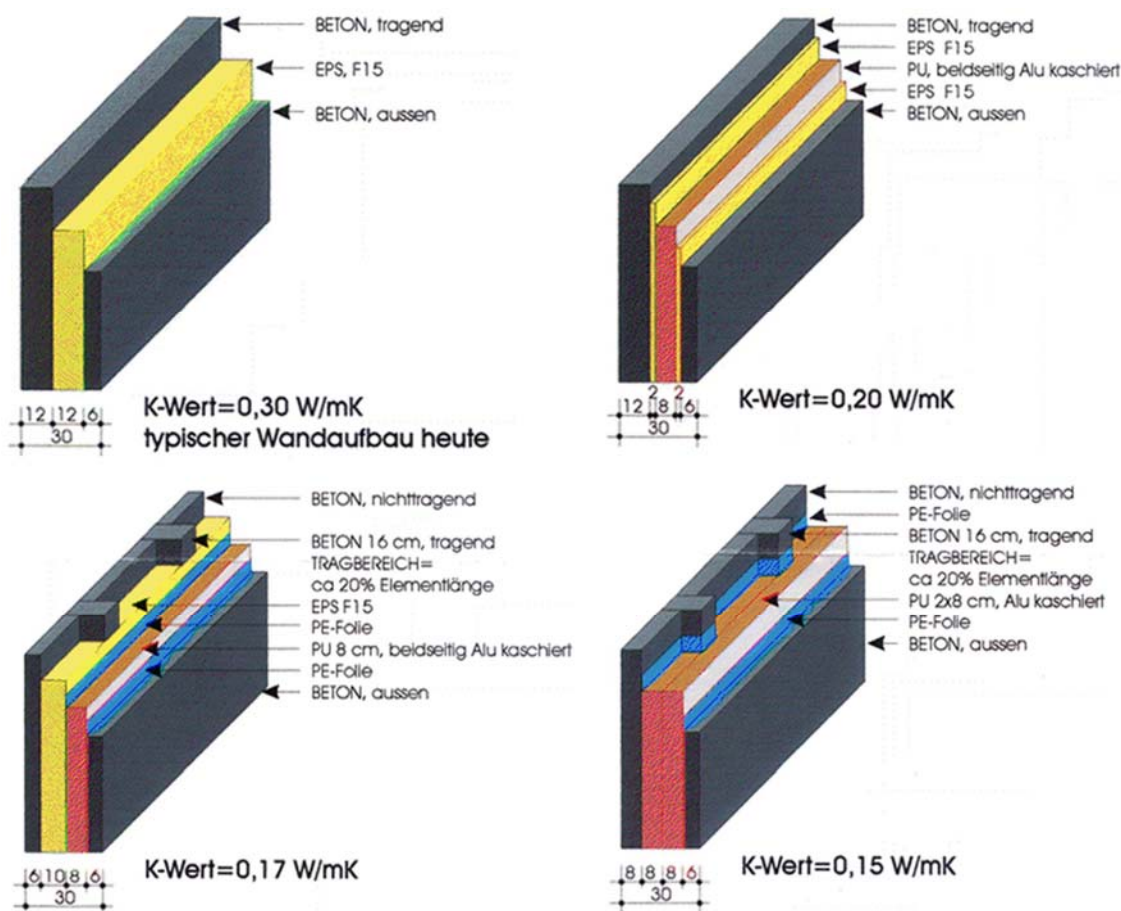 BETON, tragend
EPS, F15
BETON, aussen
12 12 6
30
K-Wert=0,30 W/mK
typischer Wandaufbau heute
BETON, tragend
EPS F15
PU, beidseitig Alu kaschiert
EPS F15
BETON, aussen
2 2
12 8 6
30
K-Wert=0,20 W/mK
BETON, nichttragend
BETON 16 cm, tragend
TRAGBEREICH=
ca 20% Elementlänge
EPS F15
PE-Folie
PU 8 cm, beidseitig Alu kaschiert
PE-Folie
BETON, aussen
6 10 8 6
30
K-Wert=0,17 W/mK
BETON, nichttragend
PE-Folie
BETON 16 cm, tragend
TRAGBEREICH=
ca 20% Elementlänge
PU 2x8 cm, Alu kaschiert
PE-Folie
BETON, aussen
8 8 8 6
30
K-Wert=0,15 W/mK